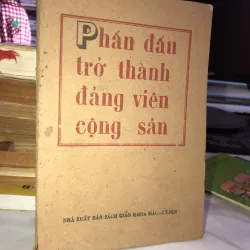 Phấn đấu
trở thành
đảng viên
cộng sản
NHÀ XUẤT BẢN SÁCH GIÁO KHOA MÁC – LÊ-NIN